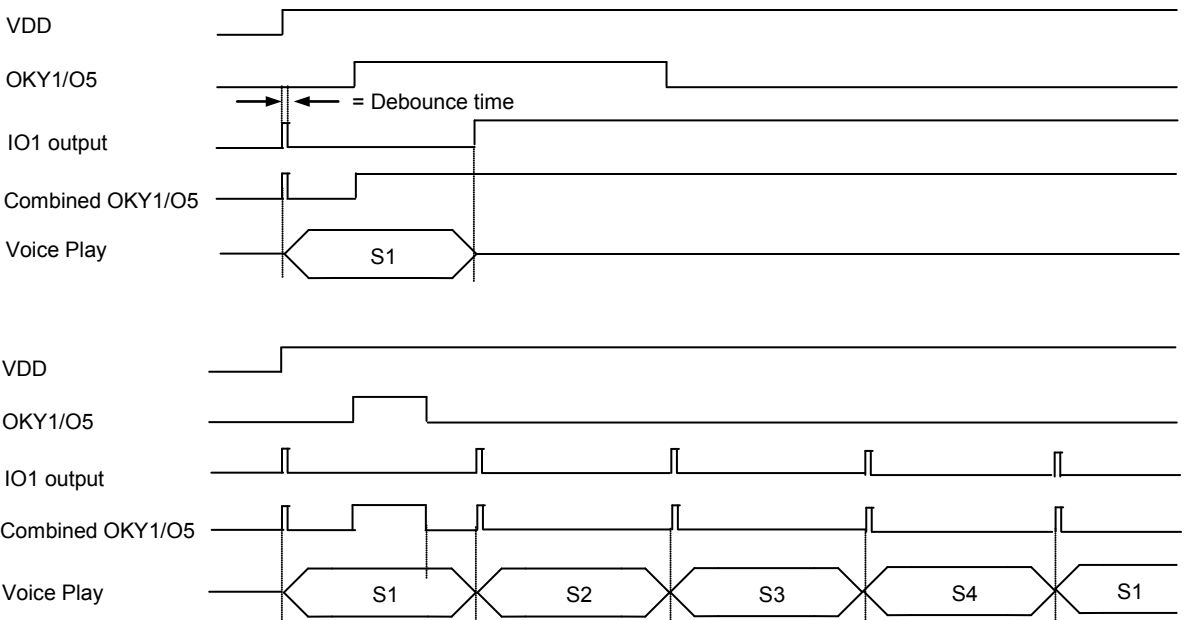 VDD
OKY1/O5
= Debounce time
IO1 output
Combined OKY1/O5
Voice Play
S1
VDD
OKY1/O5
IO1 output
Combined OKY1/O5
Voice Play
S1
S2
S3
S4
S1